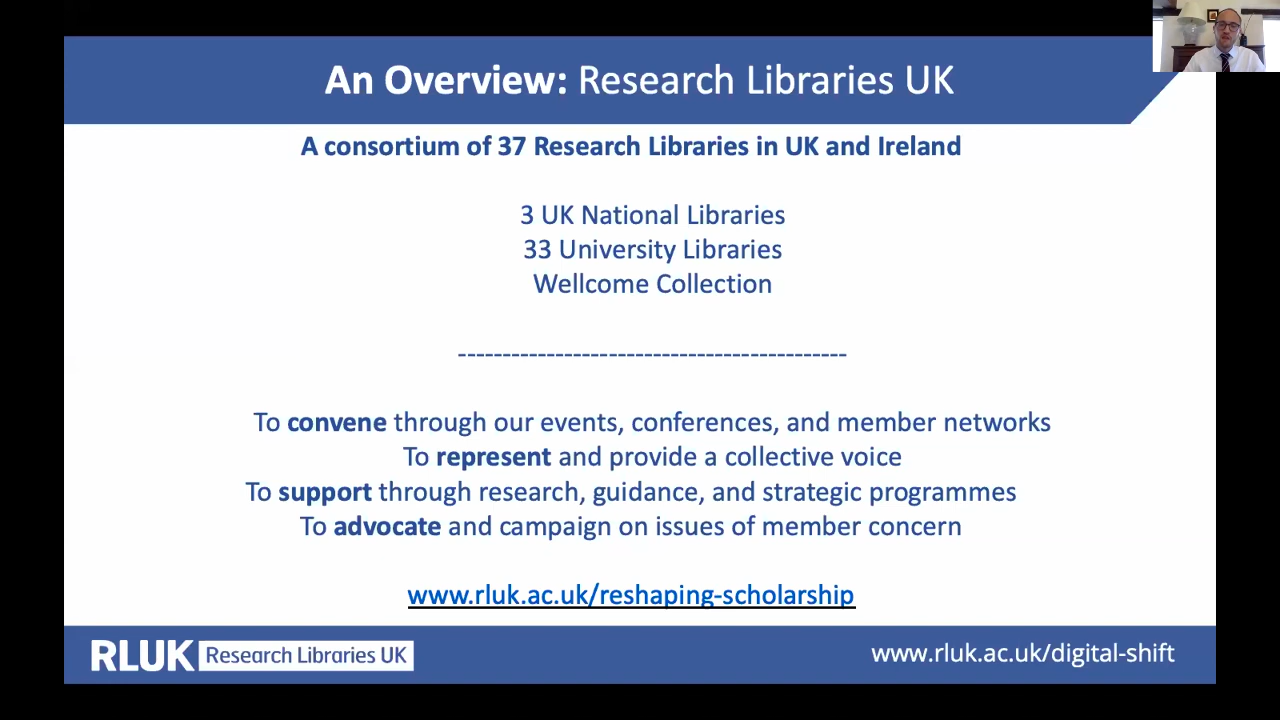 An Overview: Research Libraries UK
A consortium of 37 Research Libraries in UK and Ireland
3 UK National Libraries
33 University Libraries
Wellcome Collection
-------------------------------------------
To convene through our events, conferences, and member networks
To represent and provide a collective voice
To support through research, guidance, and strategic programmes
To advocate and campaign on issues of member concern
www.rluk.ac.uk/reshaping-scholarship
RLUK Research Libraries UK
www.rluk.ac.uk/digital-shift